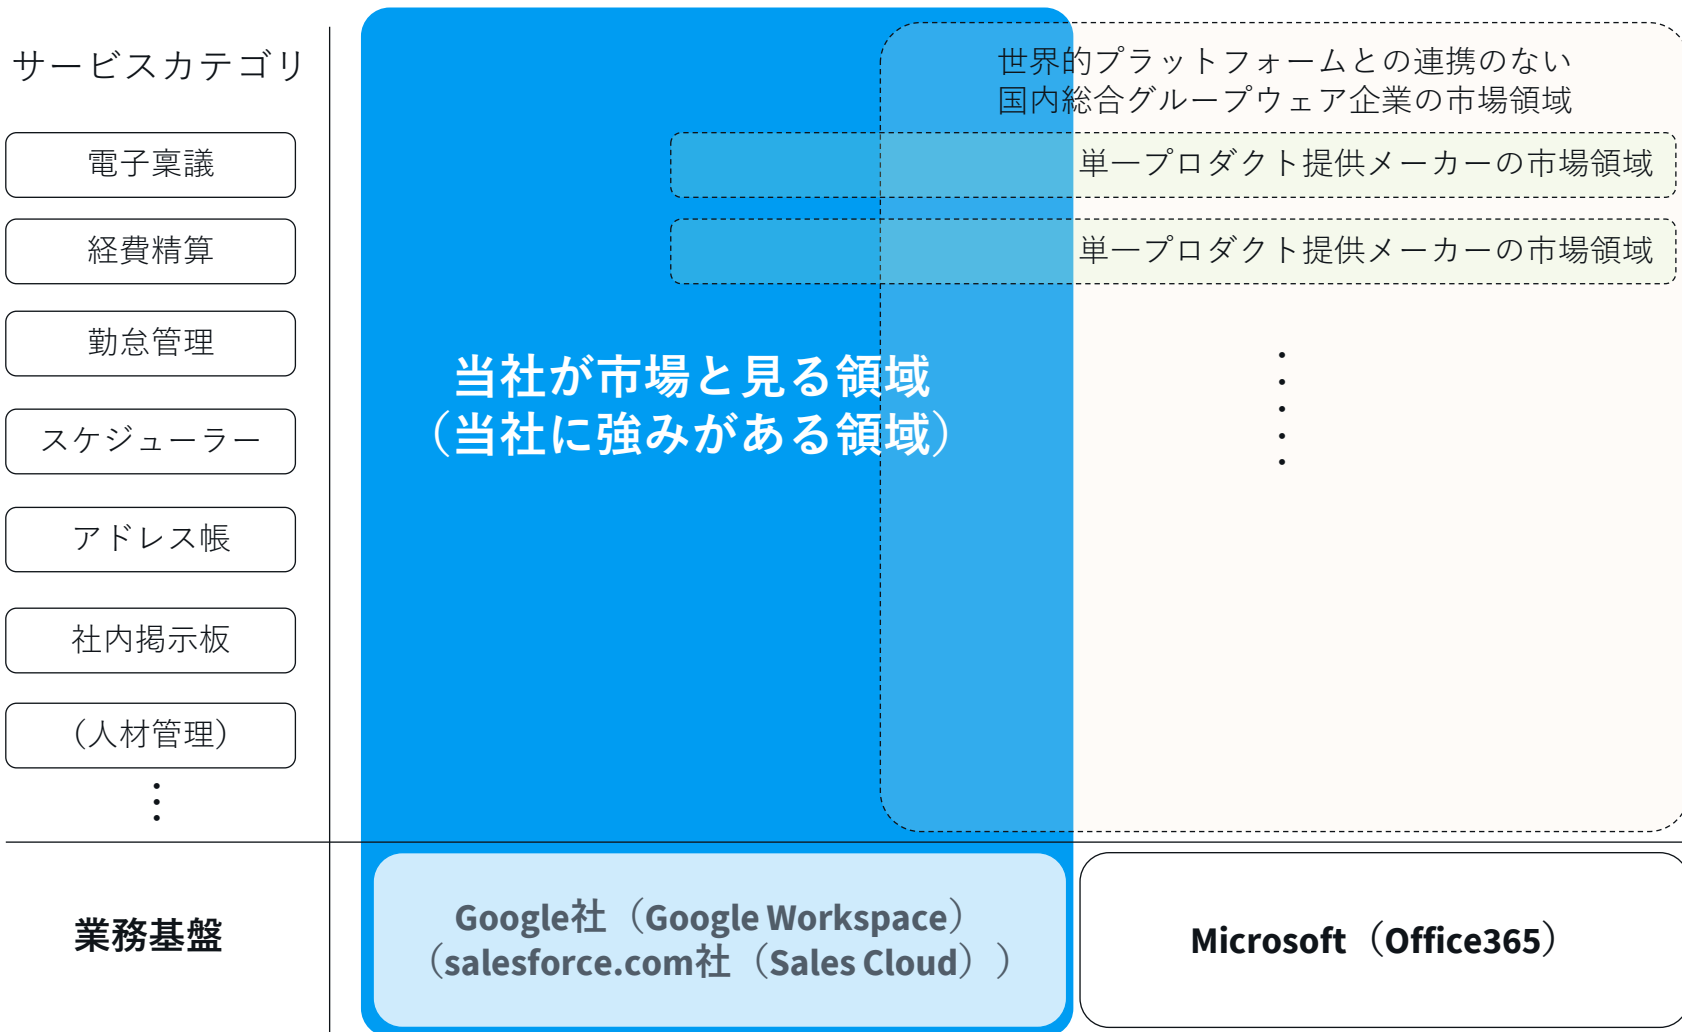 サービスカテゴリ
世界的プラットフォームとの連携のない
国内総合グループウェア企業の市場領域
電子稟議
単一プロダクト提供メーカーの市場領域
経費精算
単一プロダクト提供メーカーの市場領域
勤怠管理
当社が市場と見る領域
（当社に強みがある領域）
スケジューラー
アドレス帳
社内掲示板
（人材管理）
業務基盤
Google社（Google Workspace）
（salesforce.com社（Sales Cloud））
Microsoft（Office365）